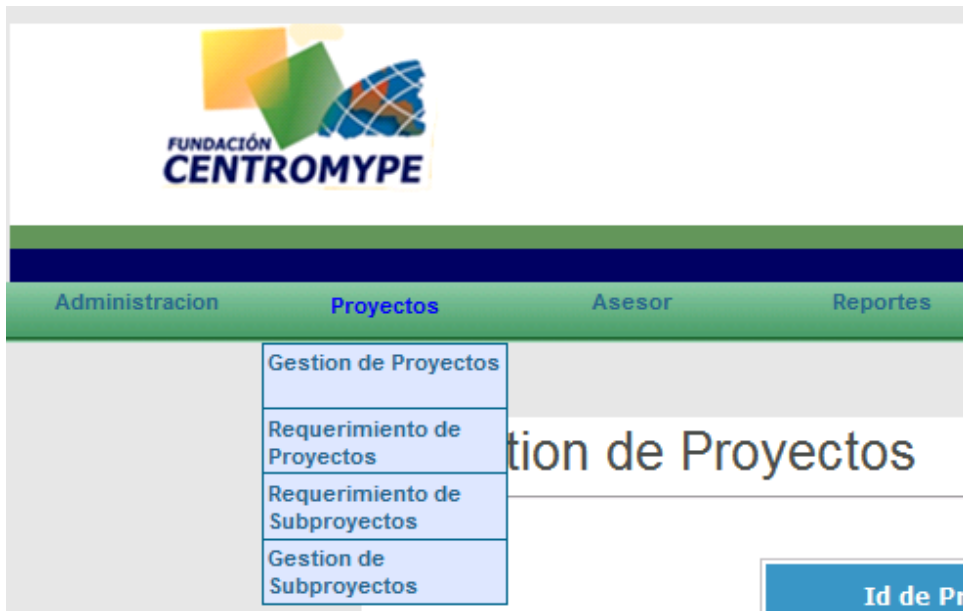 FUNDACIÓN
CENTROMYPE
Administracion Proyectos Asesor Reportes
Gestion de Proyectos
Requerimiento de
Proyectos
Requerimiento de
Subproyectos
Gestion de
Subproyectos
tion de Proyectos
Id de Pr